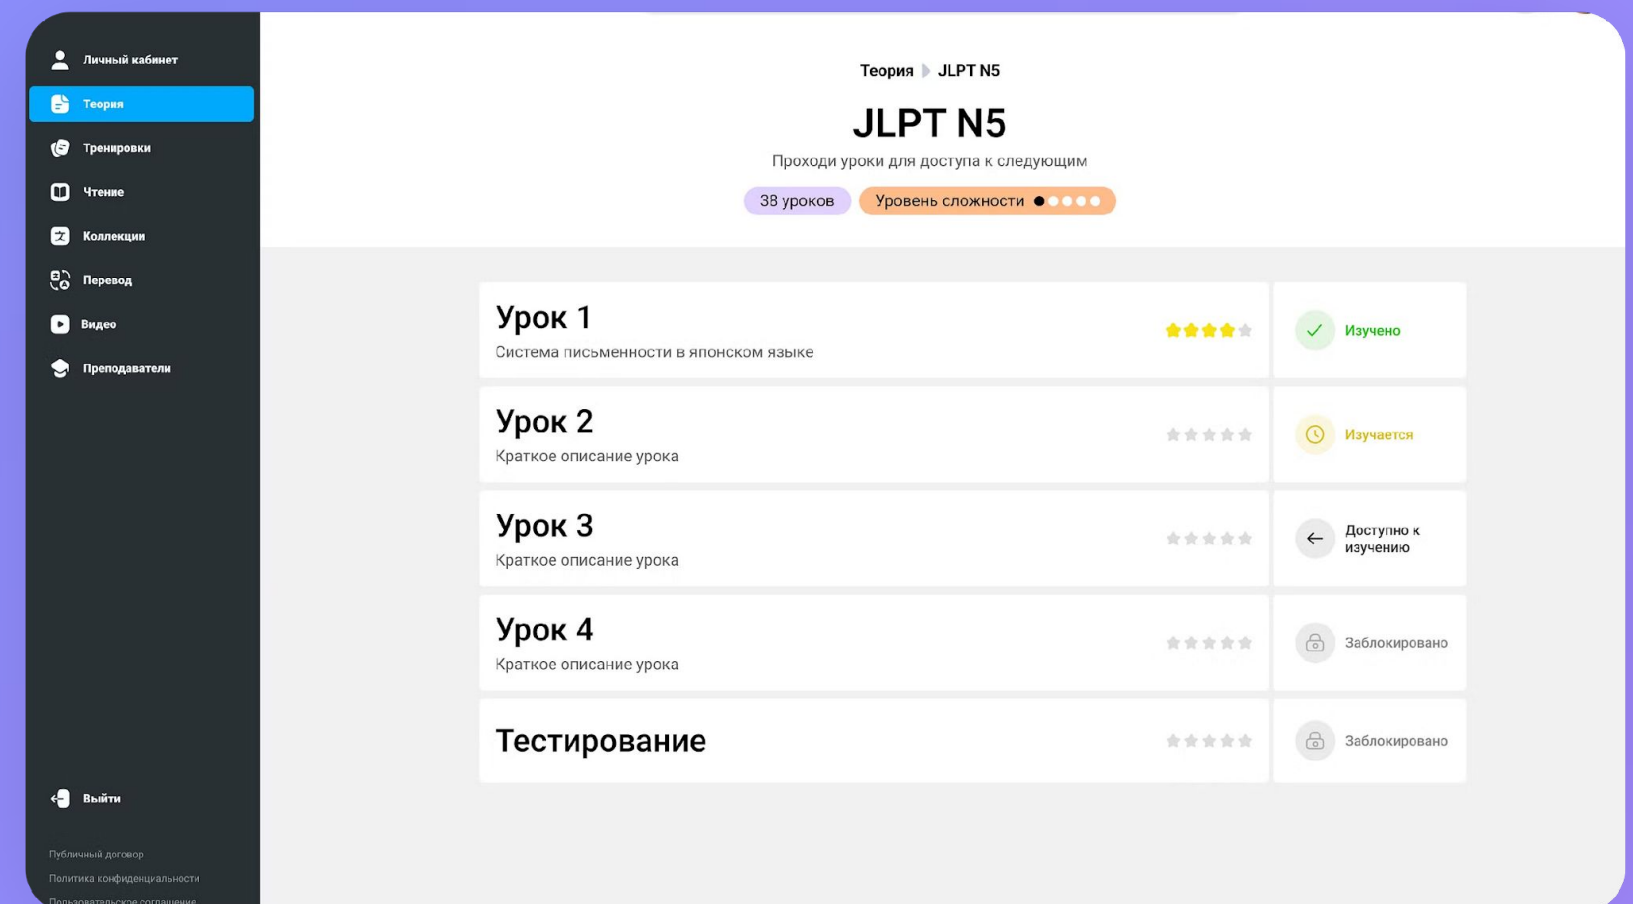 Личный кабинет
Теория
Тренировки
Чтение
Коллекции
Перевод
Видео
Преподаватели
Выйти
Публичный договор
Политика конфиденциальности
Пользовательское соглашение
Теория JLPT N5
JLPT N5
Проходи уроки для доступа к следующим
38 уроков
Уровень сложности
Урок 1
Система письменности в японском языке
Изучено
Урок 2
Краткое описание урока
Изучается
Урок 3
Краткое описание урока
Доступно к
изучению
Урок 4
Краткое описание урока
Заблокировано
Тестирование
Заблокировано